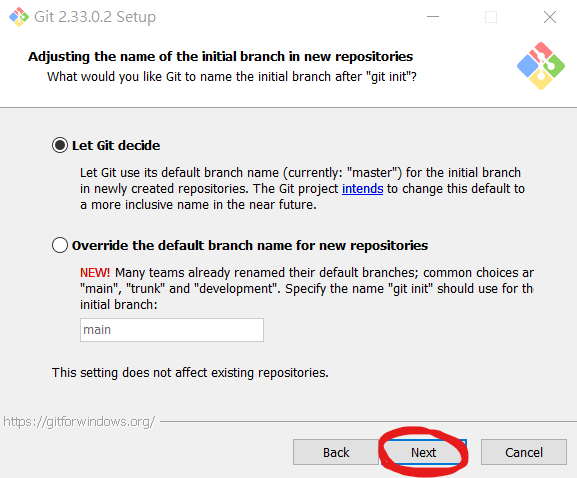 Git 2.33.0.2 Setup
Adjusting the name of the initial branch in new repositories
What would you like Git to name the initial branch after "git init"?
Let Git decide
Let Git use its default branch name (currently: "master") for the initial branch
in newly created repositories. The Git project intends to change this default to
a more inclusive name in the near future.
Override the default branch name for new repositories
NEW! Many teams already renamed their default branches; common choices ar
"main", "trunk" and "development". Specify the name "git init" should use for the
initial branch:
main
This setting does not affect existing repositories.
https://gitforwindows.org/
Back Next Cancel